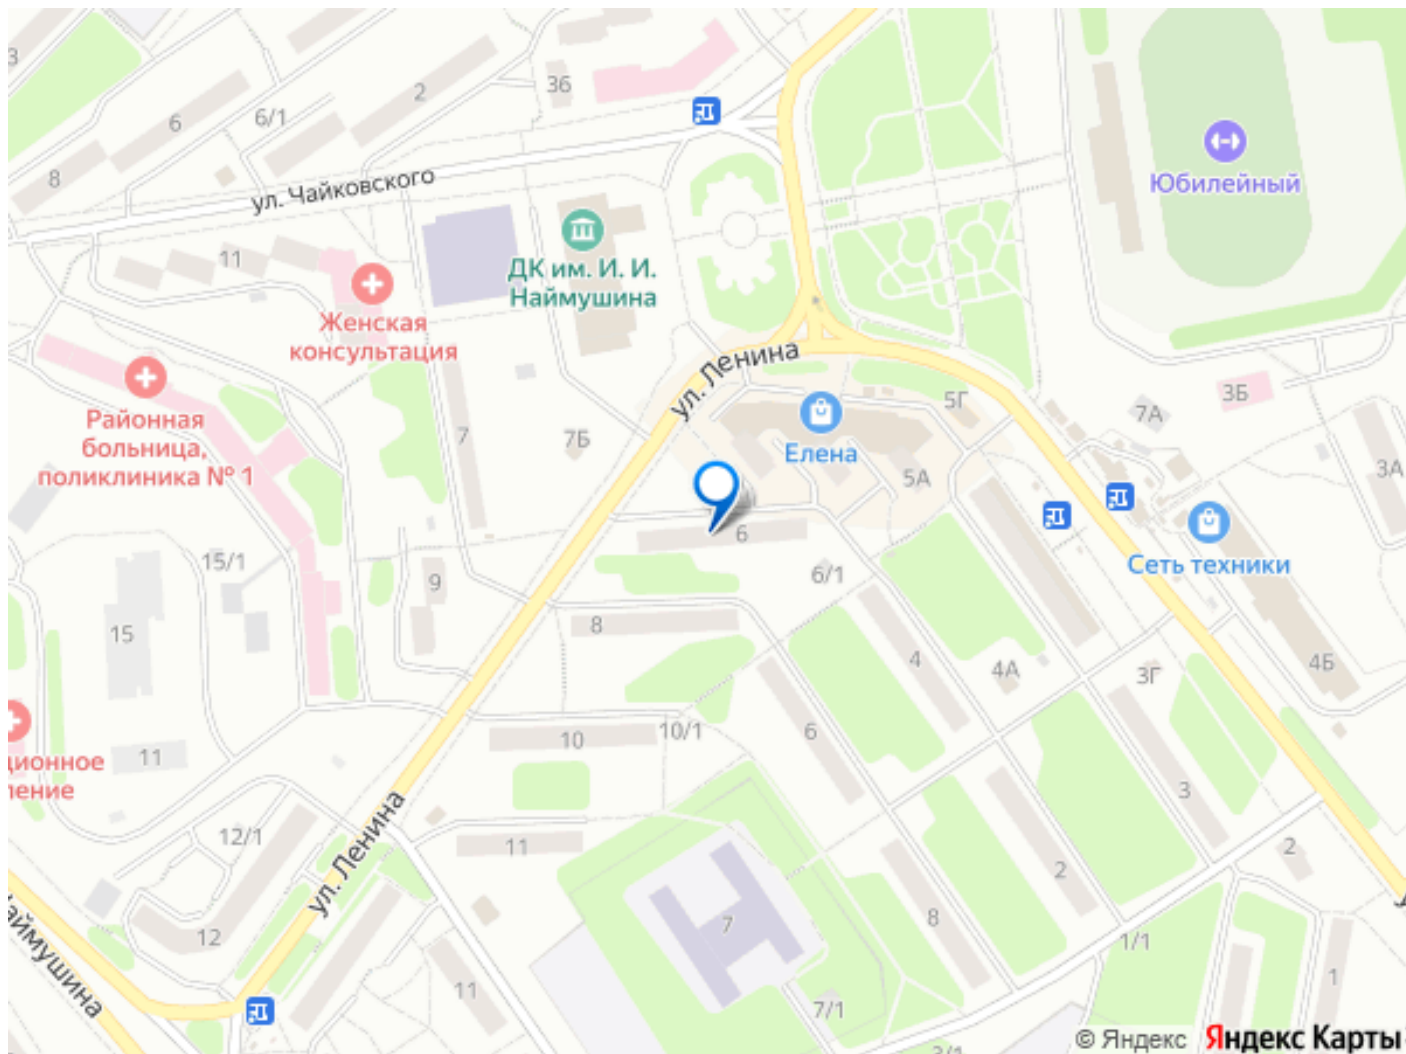 3
36
2
6/1
6
8
ул. Чайковского
Юбилейный
11
ДК им. И. И.
Наймушина
Женская
консультация
ул. Ленина
Районная
больница,
поликлиника № 1
7
7Б
Елена
5Г
5А
7А
3Б
3А
6
6/1
Сеть техники
15/1
9
15
8
4
4А
3Г
4Б
11
10
10/1
6
3
ционное
ление
12/1
ул. Ленина
11
2
2
12
7
8
1/1
1
аймушина
11
7/1
© Яндекс
Яндекс Карты